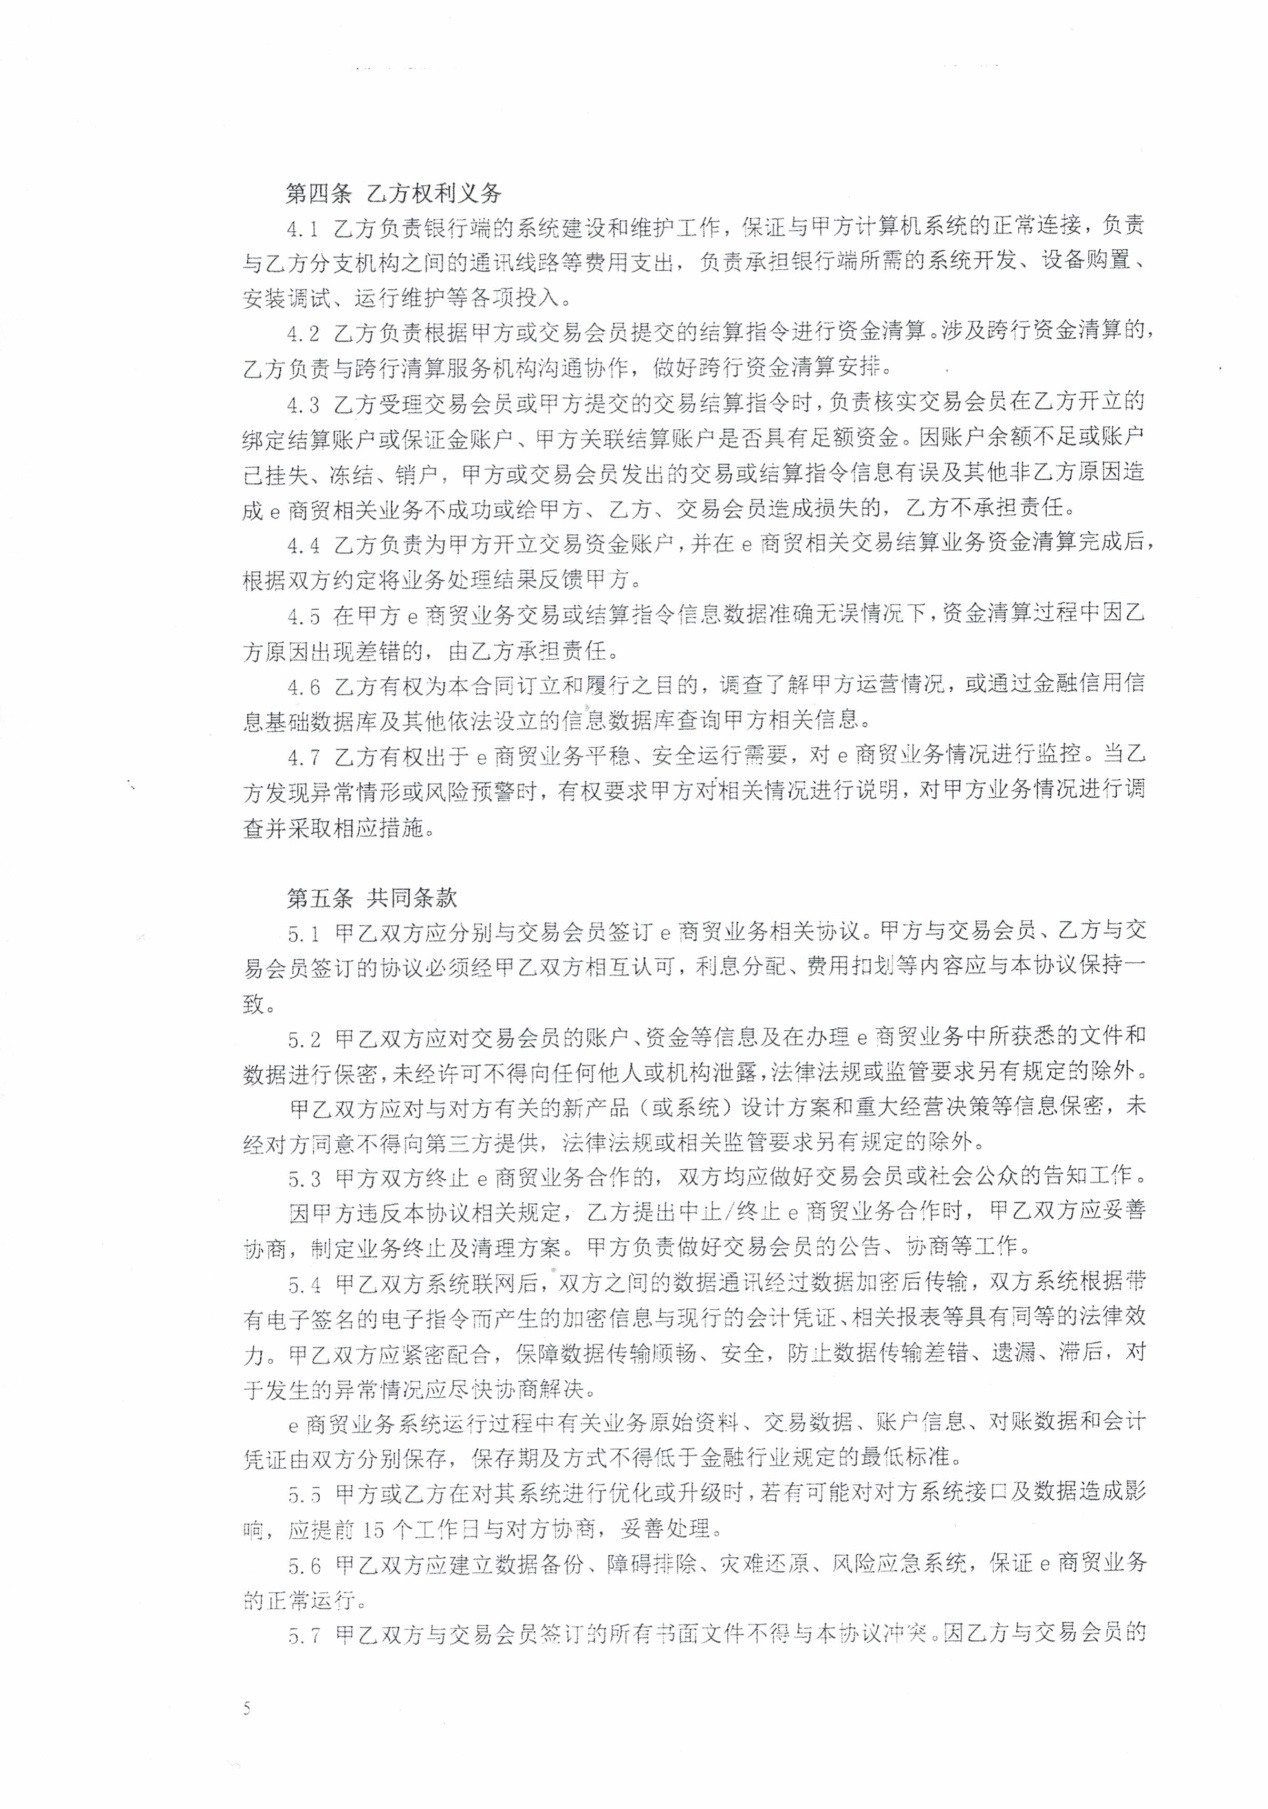 第四条 乙方权利义务
4.1 乙方负责银行端的系统建设和维护工作，保证与甲方计算机系统的正常连接，负责
与乙方分支机构之间的通讯线路等费用支出，负责承担银行端所需的系统开发、设备购置、
安装调试、运行维护等各项投入。
4.2 乙方负责根据甲方或交易会员提交的结算指令进行资金清算。涉及跨行资金清算的，
乙方负责与跨行清算服务机构沟通协作，做好跨行资金清算安排。
4.3 乙方受理交易会员或甲方提交的交易结算指令时，负责核实交易会员在乙方开立的
绑定结算账户或保证金账户、甲方关联结算账户是否具有足额资金。因账户余额不足或账户
已挂失、冻结、销户，甲方或交易会员发出的交易或结算指令信息有误及其他非乙方原因造
成 e 商贸相关业务不成功或给甲方、乙方、交易会员造成损失的，乙方不承担责任。
4.4 乙方负责为甲方开立交易资金账户，并在 e 商贸相关交易结算业务资金清算完成后，
根据双方约定将业务处理结果反馈甲方。
4.5 在甲方 e 商贸业务交易或结算指令信息数据准确无误情况下，资金清算过程中因乙
方原因出现差错的，由乙方承担责任。
4.6 乙方有权为本合同订立和履行之目的，调查了解甲方运营情况，或通过金融信用信
息基础数据库及其他依法设立的信息数据库查询甲方相关信息。
4.7 乙方有权出于 e 商贸业务平稳、安全运行需要，对 e 商贸业务情况进行监控。当乙
方发现异常情形或风险预警时，有权要求甲方对相关情况进行说明，对甲方业务情况进行调
查并采取相应措施。
第五条 共同条款
5.1 甲乙双方应分别与交易会员签订 e 商贸业务相关协议。甲方与交易会员、乙方与交
易会员签订的协议必须经甲乙双方相互认可，利息分配、费用扣划等内容应与本协议保持一
致。
5.2 甲乙双方应对交易会员的账户、资金等信息及在办理 e 商贸业务中所获悉的文件和
数据进行保密，未经许可不得向任何他人或机构泄露，法律法规或监管要求另有规定的除外。
甲乙双方应对与对方有关的新产品（或系统）设计方案和重大经营决策等信息保密，未
经对方同意不得向第三方提供，法律法规或相关监管要求另有规定的除外。
5.3 甲方双方终止 e 商贸业务合作的，双方均应做好交易会员或社会公众的告知工作。
因甲方违反本协议相关规定，乙方提出中止/终止 e 商贸业务合作时，甲乙双方应妥善
协商，制定业务终止及清理方案。甲方负责做好交易会员的公告、协商等工作。
5.4 甲乙双方系统联网后，双方之间的数据通讯经过数据加密后传输，双方系统根据带
有电子签名的电子指令而产生的加密信息与现行的会计凭证、相关报表等具有同等的法律效
力。甲乙双方应紧密配合，保障数据传输顺畅、安全，防止数据传输差错、遗漏、滞后，对
于发生的异常情况应尽快协商解决。
e 商贸业务系统运行过程中有关业务原始资料、交易数据、账户信息、对账数据和会计
凭证由双方分别保存，保存期及方式不得低于金融行业规定的最低标准。
5.5 甲方或乙方在对其系统进行优化或升级时，若有可能对对方系统接口及数据造成影
响，应提前 15 个工作日与对方协商，妥善处理。
5.6 甲乙双方应建立数据备份、障碍排除、灾难还原、风险应急系统，保证 e 商贸业务
的正常运行。
5.7 甲乙双方与交易会员签订的所有书面文件不得与本协议冲突。因乙方与交易会员的
5